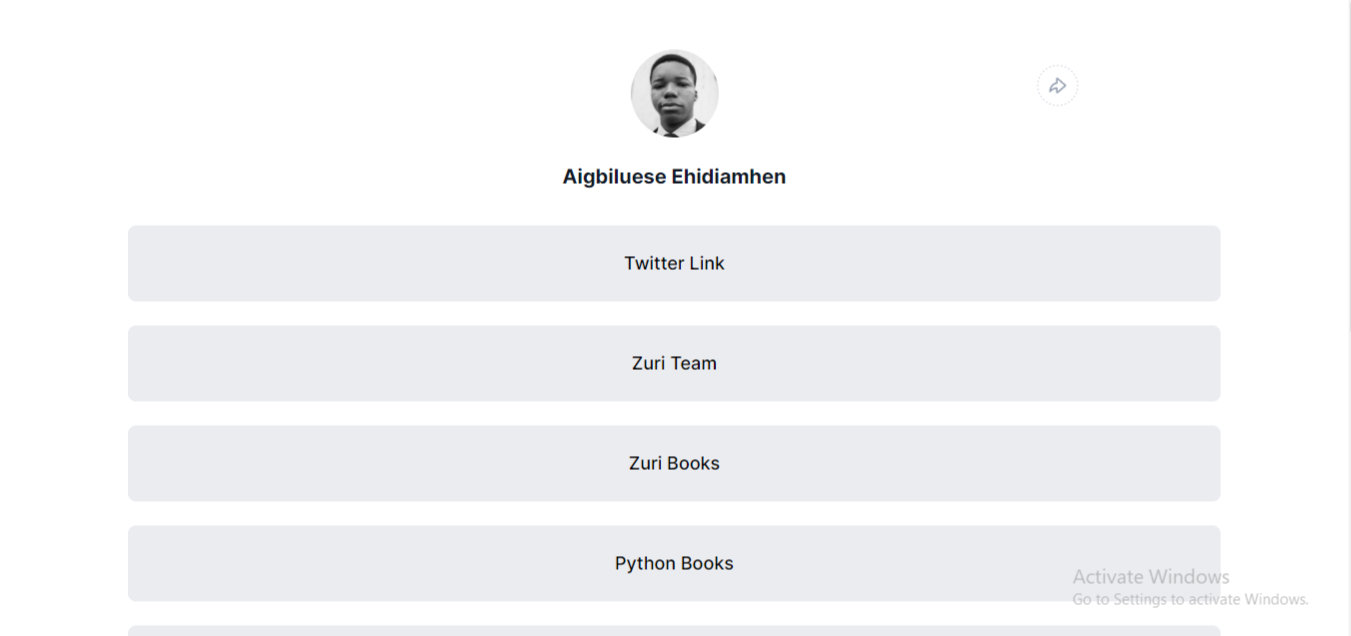 Aigbiluese Ehidiamhen
Twitter Link
Zuri Team
Zuri Books
Python Books
Activate Windows
Go to Settings to activate Windows.